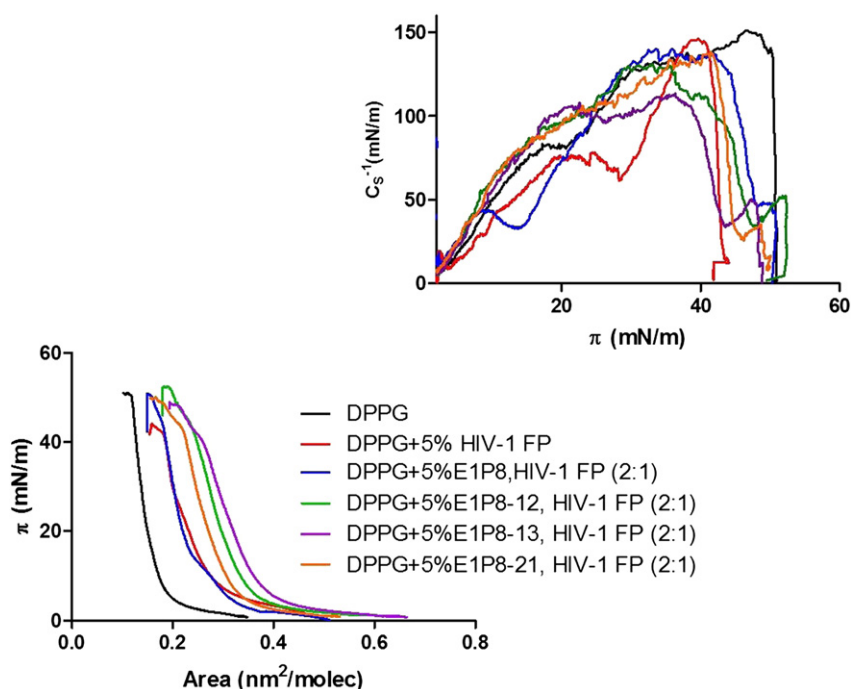 150
100
50
0
C_S⁻¹(mN/m)
20 40 60
π (mN/m)
60
40
20
0
π (mN/m)
0.0 0.2 0.4 0.6 0.8
Area (nm²/molec)
DPPG
DPPG+5% HIV-1 FP
DPPG+5%E1P8,HIV-1 FP (2:1)
DPPG+5%E1P8-12, HIV-1 FP (2:1)
DPPG+5%E1P8-13, HIV-1 FP (2:1)
DPPG+5%E1P8-21, HIV-1 FP (2:1)